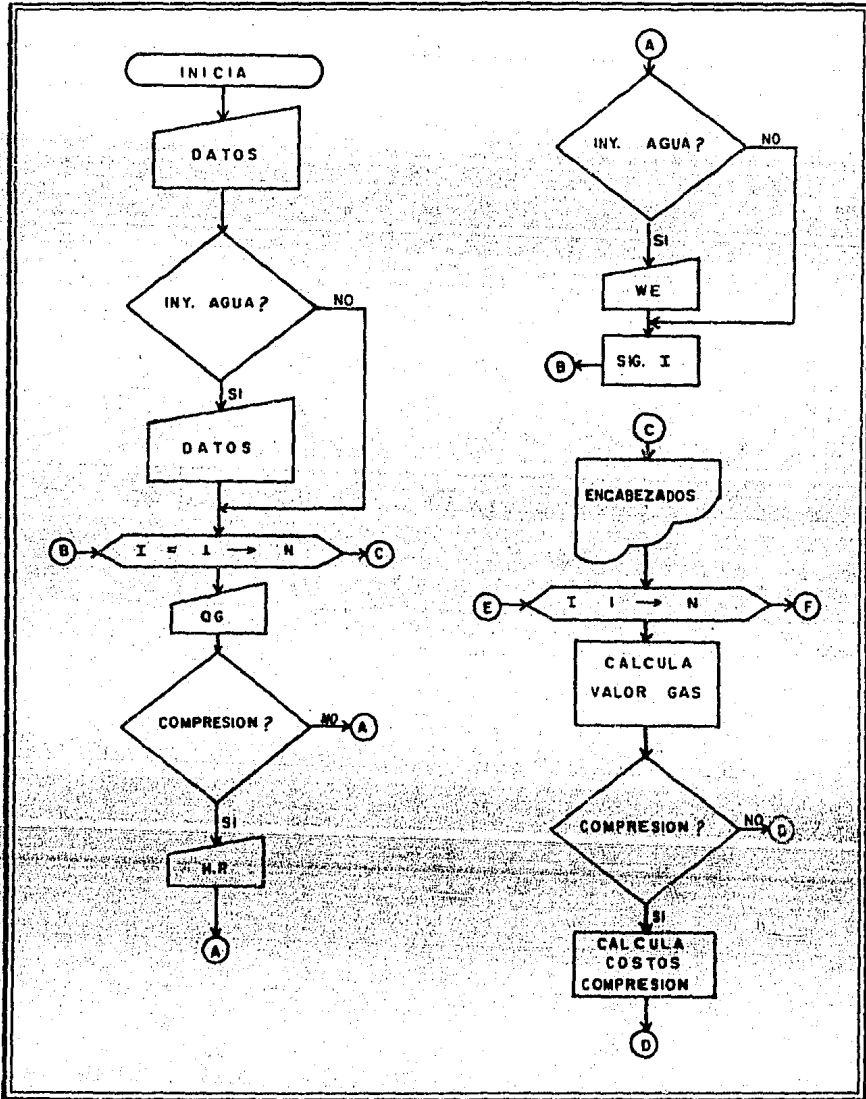 INICIA
DATOS
INY. AGUA?
NO
SI
DATOS
B
I = 1 → N
C
QG
COMPRESION?
NO
A
SI
H.P
A
A
INY. AGUA?
NO
SI
WE
SIG. I
B
C
ENCABEZADOS
E
I 1 → N
F
CALCULA
VALOR GAS
COMPRESION?
NO
D
SI
CALCULA
COSTOS
COMPRESION
D